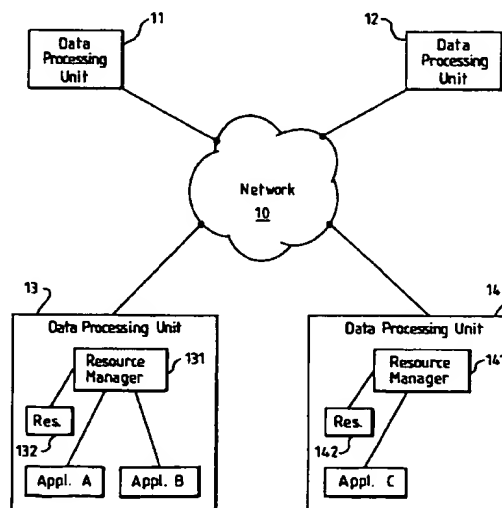 11
Data
Processing
Unit
12
Data
Processing
Unit
Network
10
13
Data Processing Unit
Resource
Manager
131
Res.
132
Appl. A
Appl. B
14
Data Processing Unit
Resource
Manager
141
Res.
142
Appl. C